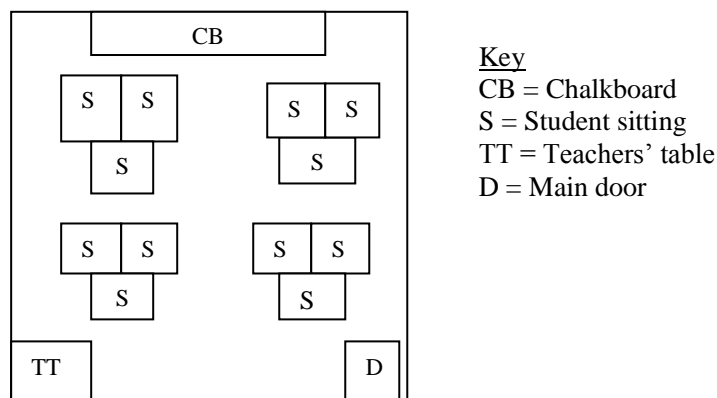 CB
S S S S
S S
S S S S
S S
TT D
Key
CB = Chalkboard
S = Student sitting
TT = Teachers’ table
D = Main door